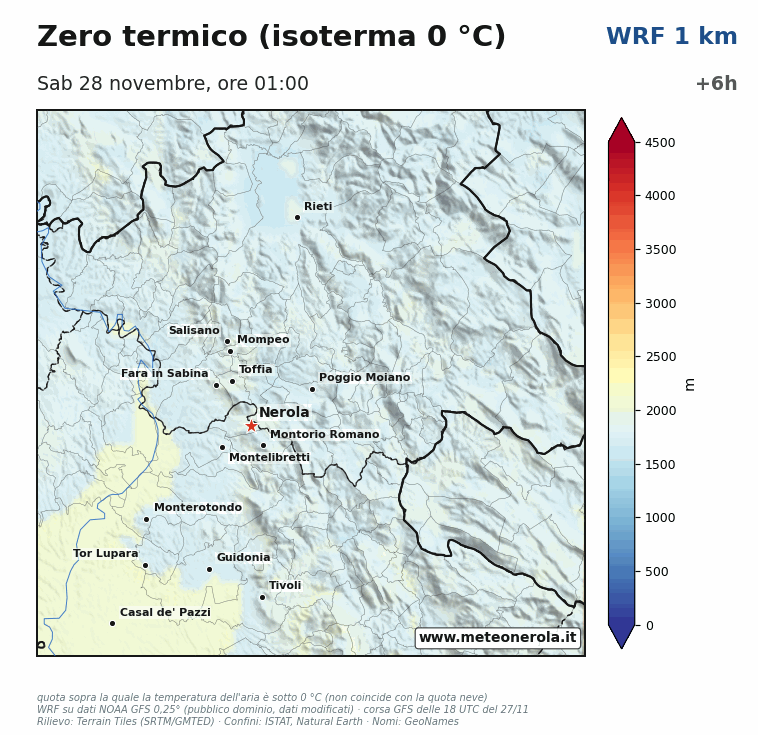 Zero termico (isoterma 0 °C)
WRF 1 km
Sab 28 novembre, ore 01:00
+6h
Rieti
Salisano
Mompeo
Toffia
Fara in Sabina
Poggio Moiano
Nerola
Montorio Romano
Montelibretti
Monterotondo
Tor Lupara
Guidonia
Tivoli
Casal de' Pazzi
www.meteonerola.it
4500
4000
3500
3000
2500
2000
1500
1000
500
0
m
quota sopra la quale la temperatura dell'aria è sotto 0 °C (non coincide con la quota neve)
WRF su dati NOAA GFS 0,25° (pubblico dominio, dati modificati) · corsa GFS delle 18 UTC del 27/11
Rilievo: Terrain Tiles (SRTM/GMTED) · Confini: ISTAT, Natural Earth · Nomi: GeoNames